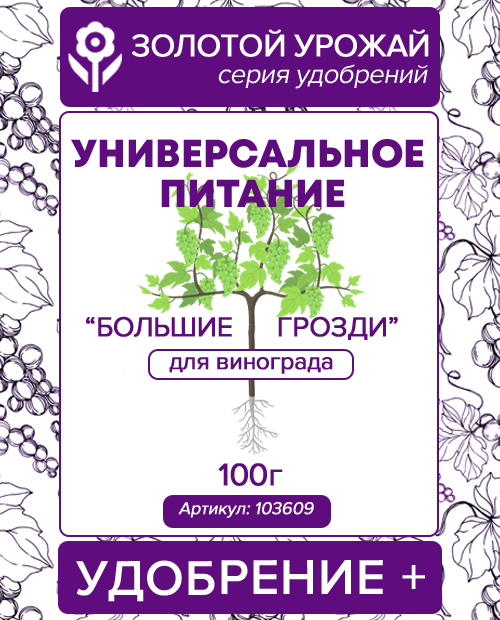 ЗОЛОТОЙ УРОЖАЙ
серия удобрений
УНИВЕРСАЛЬНОЕ
ПИТАНИЕ
“БОЛЬШИЕ ГРОЗДИ”
для винограда
100г
Артикул: 103609
УДОБРЕНИЕ +